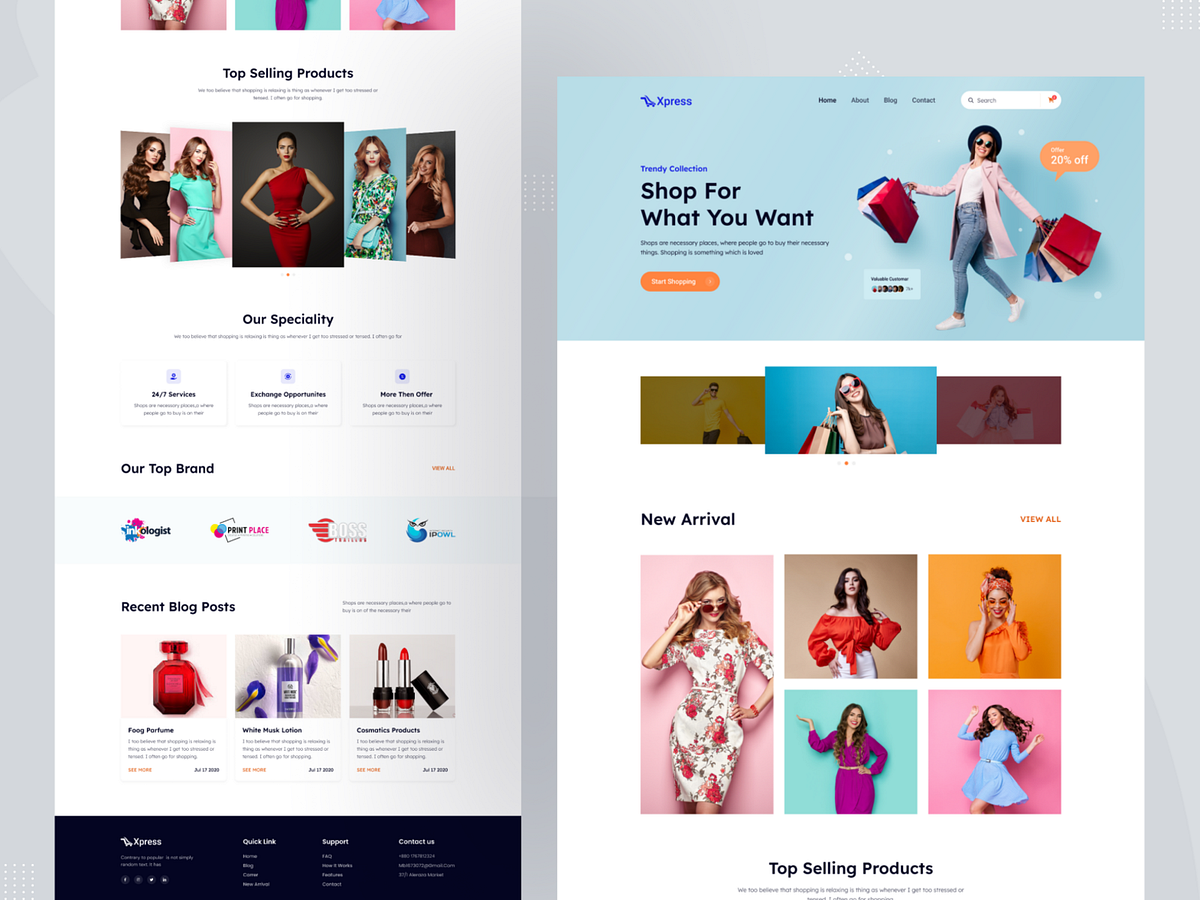 Top Selling Products
We too believe that shopping is relaxing is thing as whenever I get too stressed or
tensed. I often go for shopping.
Our Speciality
We too believe that shopping is relaxing is thing as whenever I get too stressed or tensed. I often go for
24/7 Services
Shops are necessary places,o where
people go to buy is on their
Exchange Opportunites
Shops are necessary places,o where
people go to buy is on their
More Then Offer
Shops are necessary places,o where
people go to buy is on their
Our Top Brand
VIEW ALL
inkologist
PRINT PLACE
BOSS
TRAINING
IPOWL
Recent Blog Posts
Shops are necessary places,o where people go to
buy is on of the necessary their
Foog Parfume
I too believe that shopping is relaxing is
thing as whenever I get too stressed or
tensed. I often go for shopping.
SEE MORE
Jul 17 2020
White Musk Lotion
I too believe that shopping is relaxing is
thing as whenever I get too stressed or
tensed. I often go for shopping.
SEE MORE
Jul 17 2020
Cosmatics Products
I too believe that shopping is relaxing is
thing as whenever I get too stressed or
tensed. I often go for shopping.
SEE MORE
Jul 17 2020
Xpress
Contrary to popular is not simply
random text. it has
Quick Link
Home
Blog
Career
New Arrival
Support
FAQ
How It Works
Features
Contact
Contact us
Xpress
Home
About
Blog
Contact
Search
Trendy Collection
Shop For
What You Want
Shops are necessary places, where people go to buy their necessary
things. Shopping is something which is loved
Start Shopping
Offer
20% off
Valuable Customer
New Arrival
VIEW ALL
Top Selling Products
We too believe that shopping is relaxing is thing as whenever I get too stressed or
tensed. I often go for shopping.